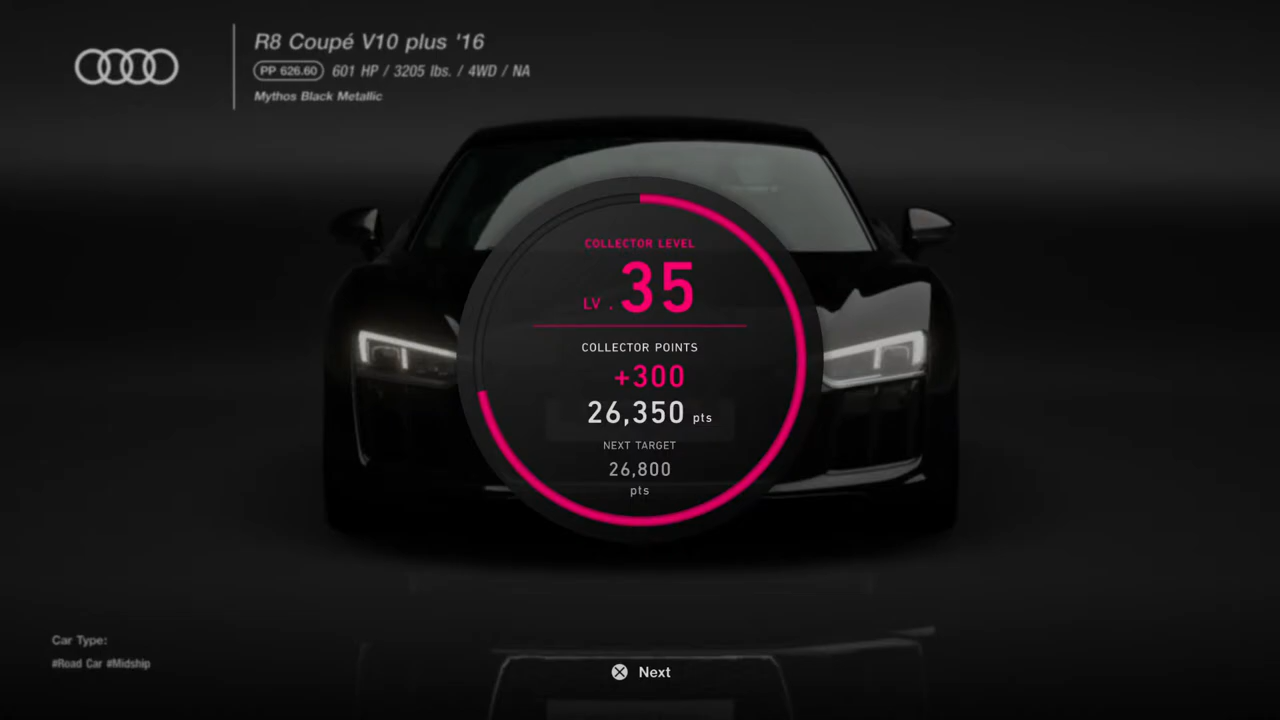 R8 Coupé V10 plus '16
PP 626.60 601 HP / 3205 lbs. / 4WD / NA
Mythos Black Metallic
COLLECTOR LEVEL
LV . 35
COLLECTOR POINTS
+300
26,350 pts
NEXT TARGET
26,800
pts
Car Type:
#Road Car #Midship
Next